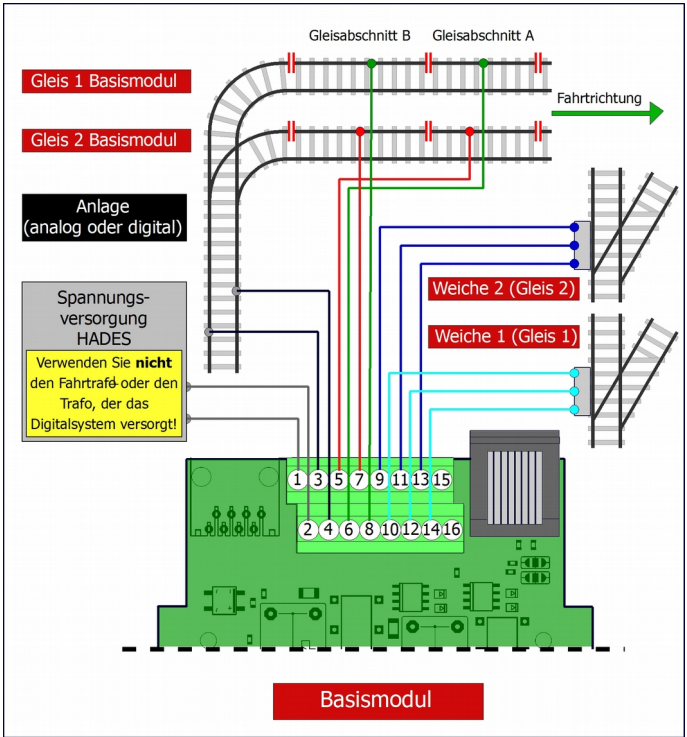 Gleisabschnitt B Gleisabschnitt A
Gleis 1 Basismodul
Fahrtrichtung
Gleis 2 Basismodul
Anlage
(analog oder digital)
Spannungs-
versorgung
HADES
Verwenden Sie nicht
den Fahrtrafo- oder den
Trafo, der das
Digitalsystem versorgt!
Weiche 2 (Gleis 2)
Weiche 1 (Gleis 1)
1 3 5 7 9 11 13 15
2 4 6 8 10 12 14 16
Basismodul